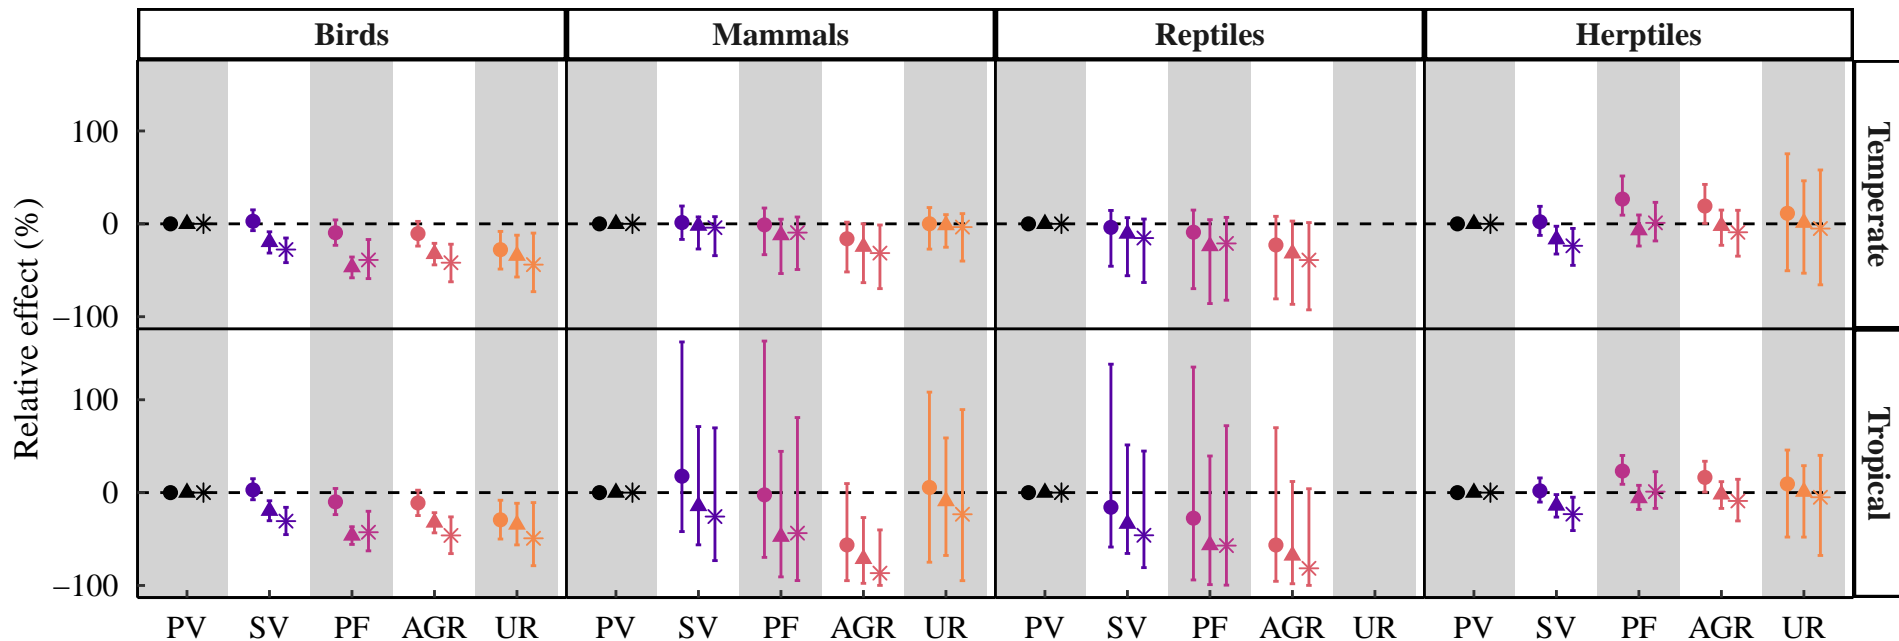 Birds Mammals Reptiles Herptiles
Relative effect (%)
100
0
−100
Temperate
100
0
−100
Tropical
PV SV PF AGR UR PV SV PF AGR UR PV SV PF AGR UR PV SV PF AGR UR